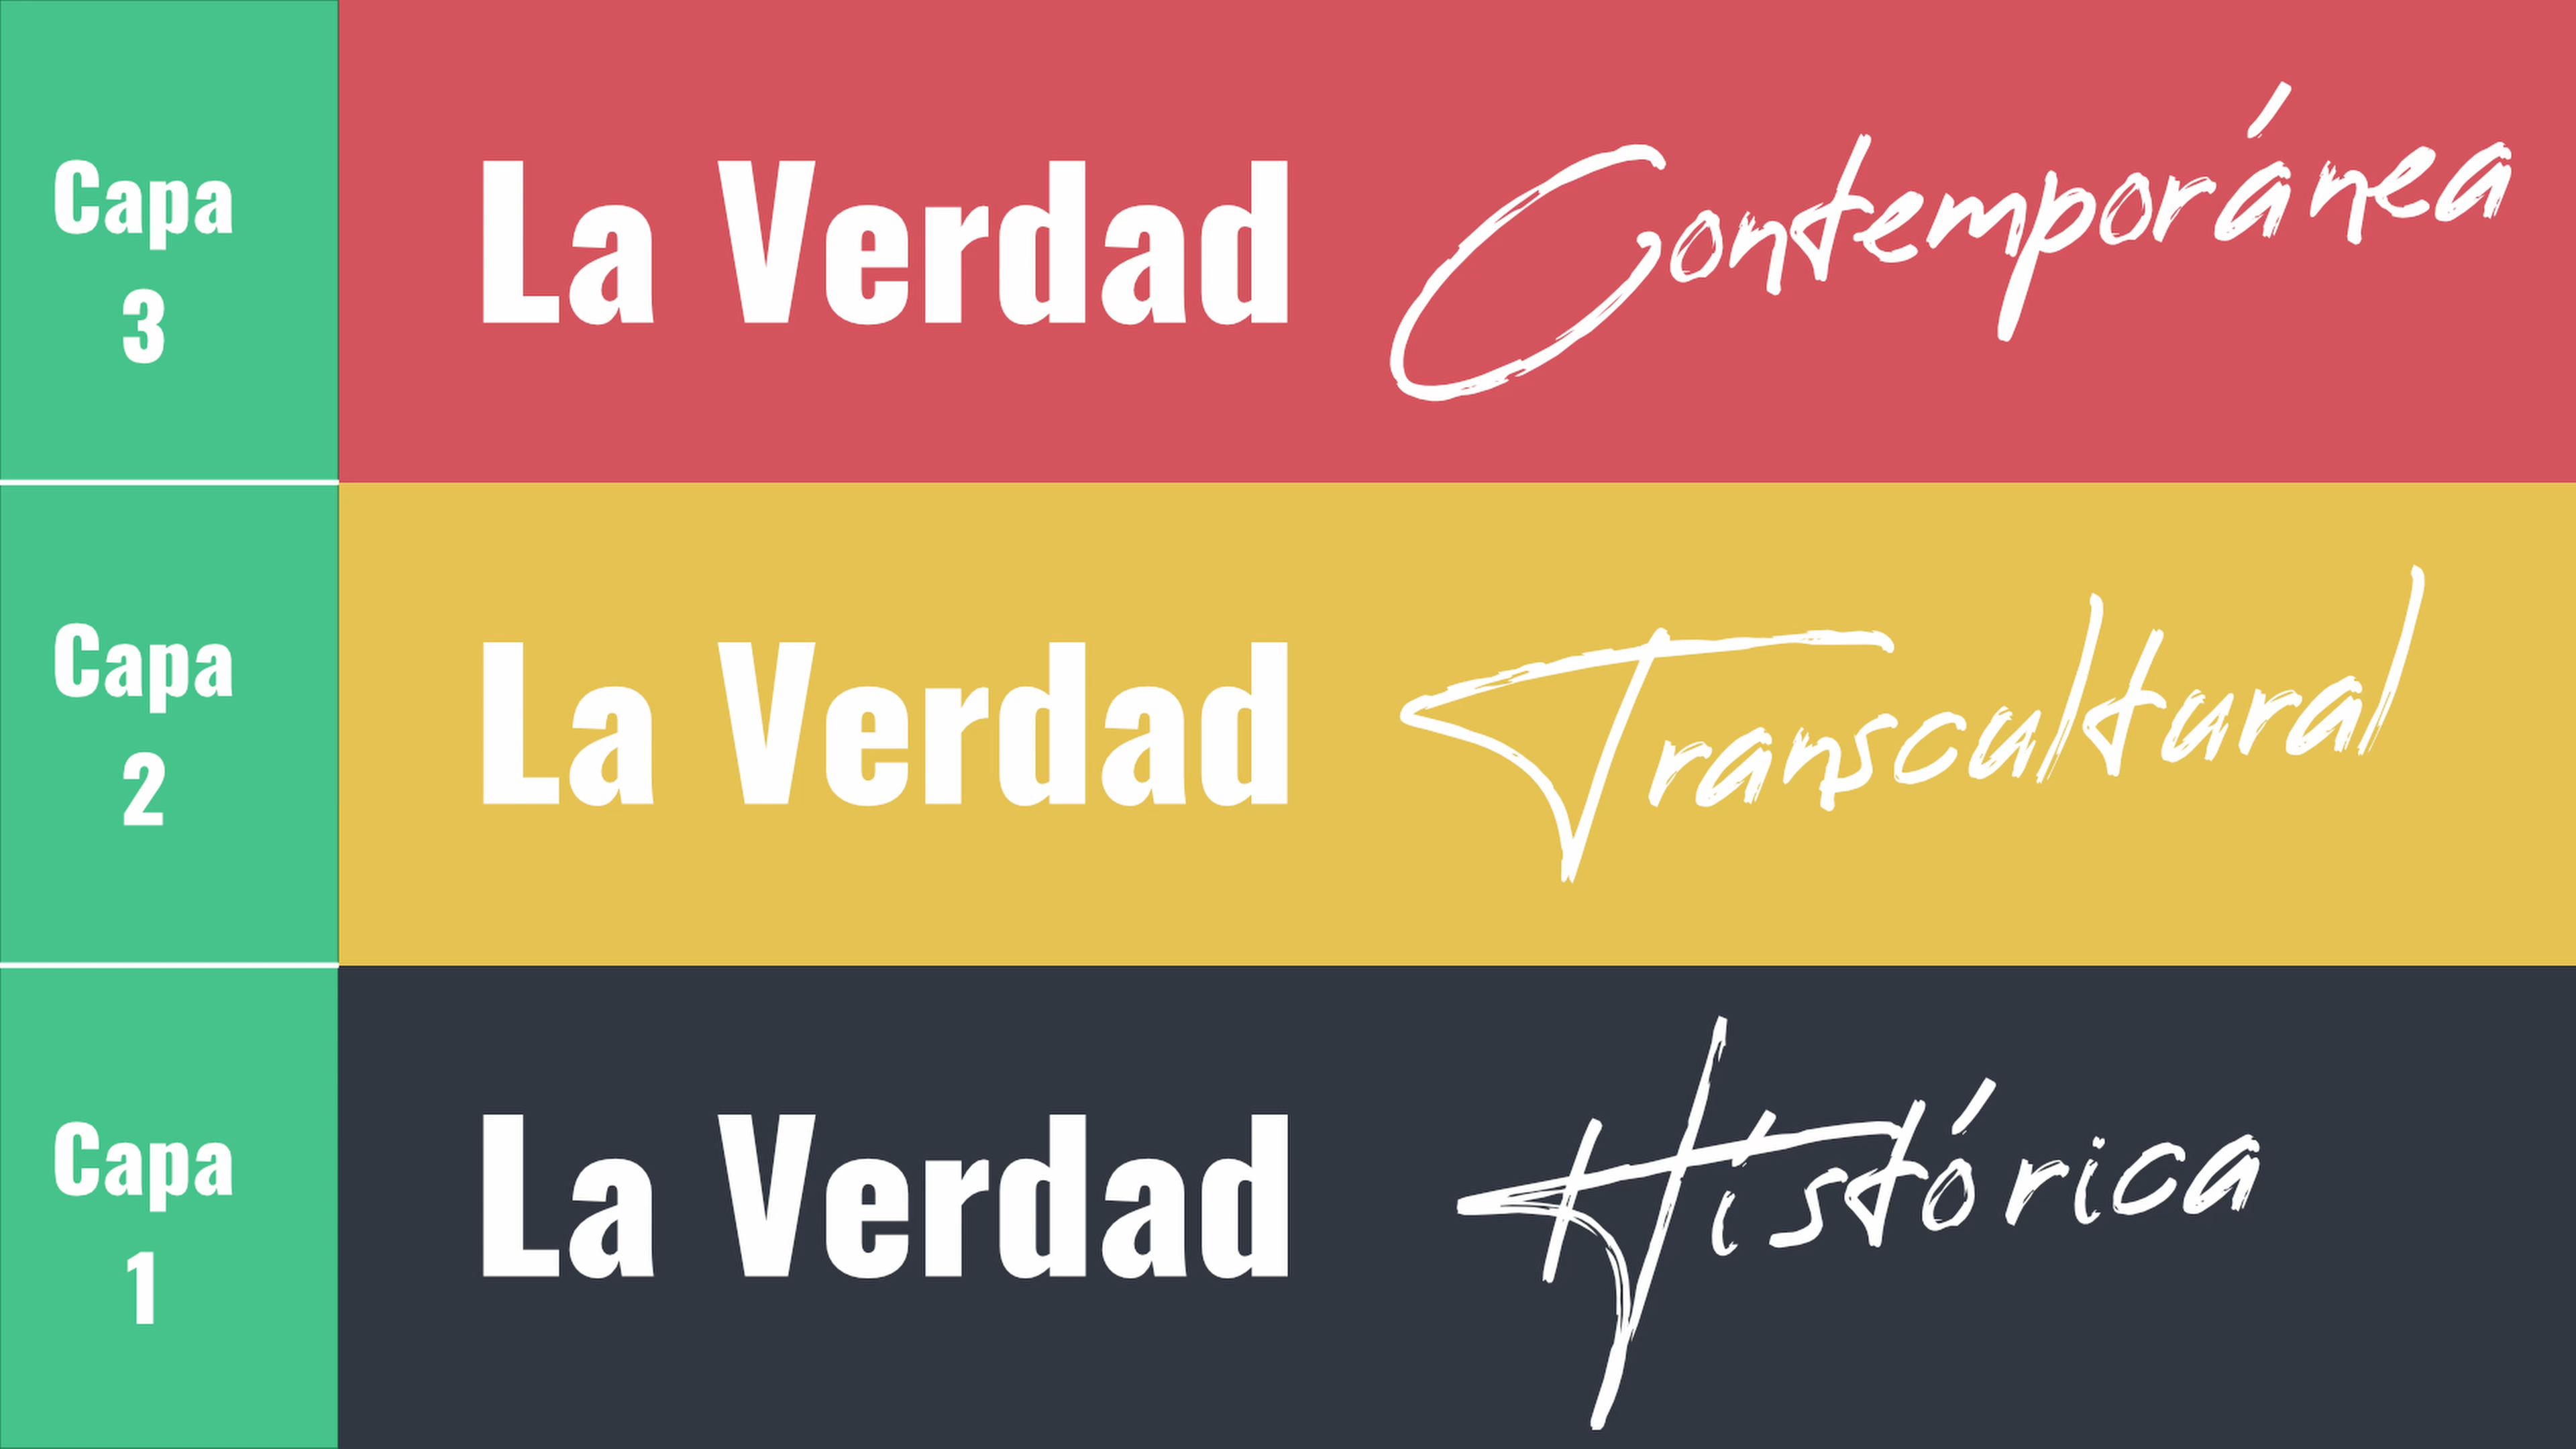 Capa
3
La Verdad Contemporánea
Capa
2
La Verdad Transcultural
Capa
1
La Verdad Histórica